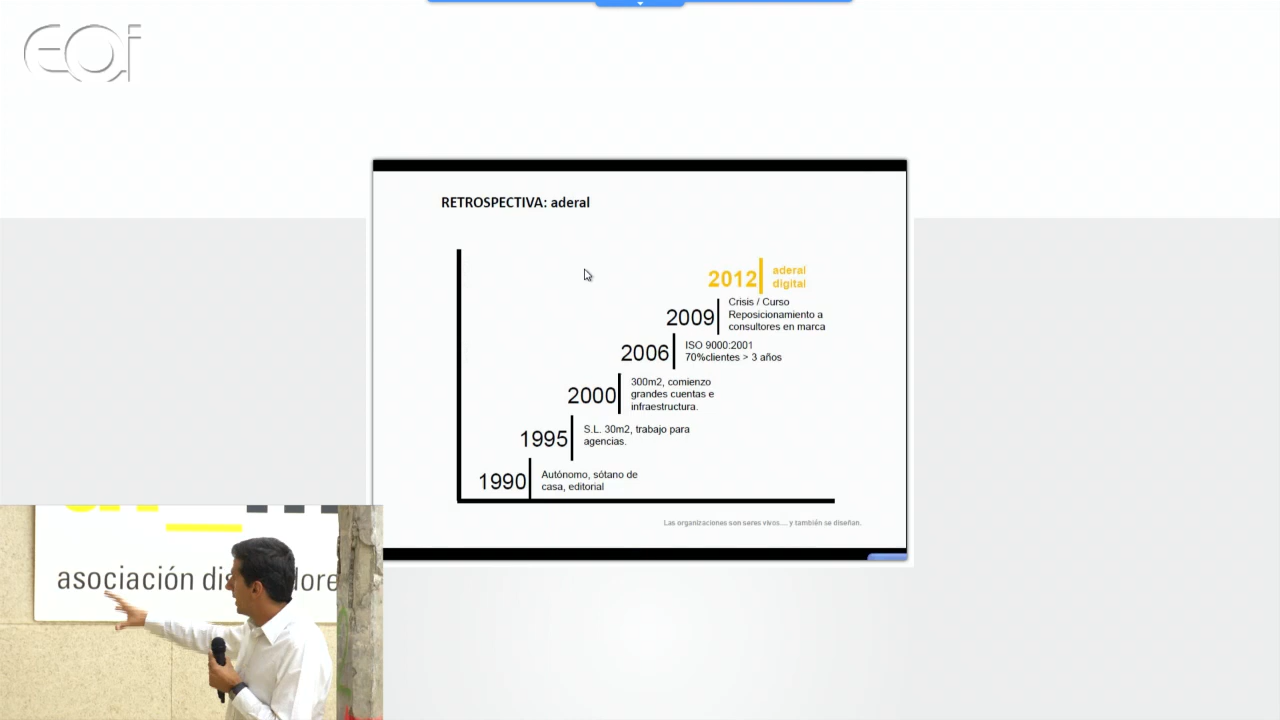 eoi
RETROSPECTIVA: aderal
2012
aderal
digital
2009
Crisis / Curso
Reposicionamiento a
consultores en marca
2006
ISO 9000:2001
70%clientes > 3 años
2000
300m2, comienzo
grandes cuentas e
infraestructura.
1995
S.L. 30m2, trabajo para
agencias.
1990
Autónomo, sótano de
casa, editorial
Las organizaciones son seres vivos.... y también se diseñan.
asociación